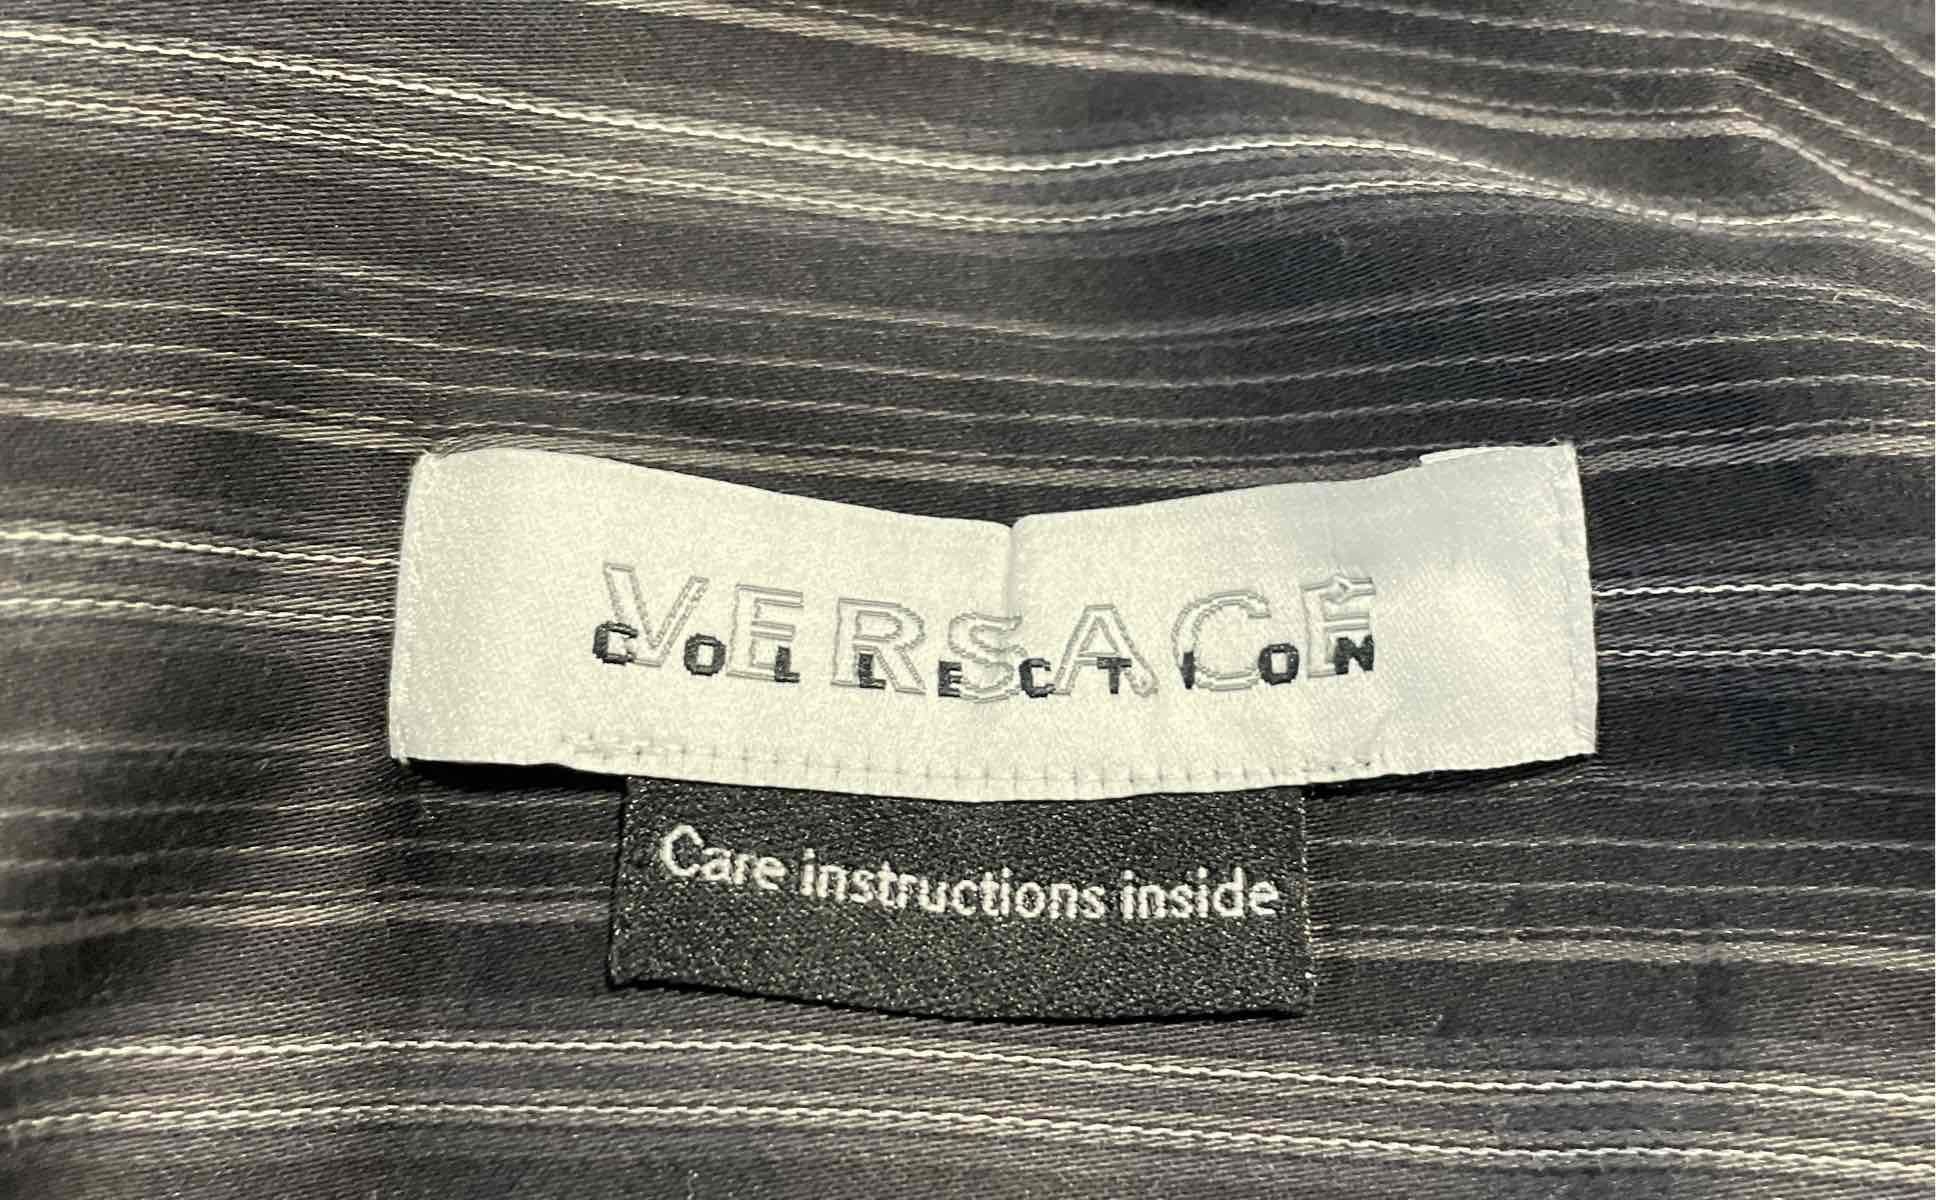 VERSACE
COLLECTION
Care instructions inside